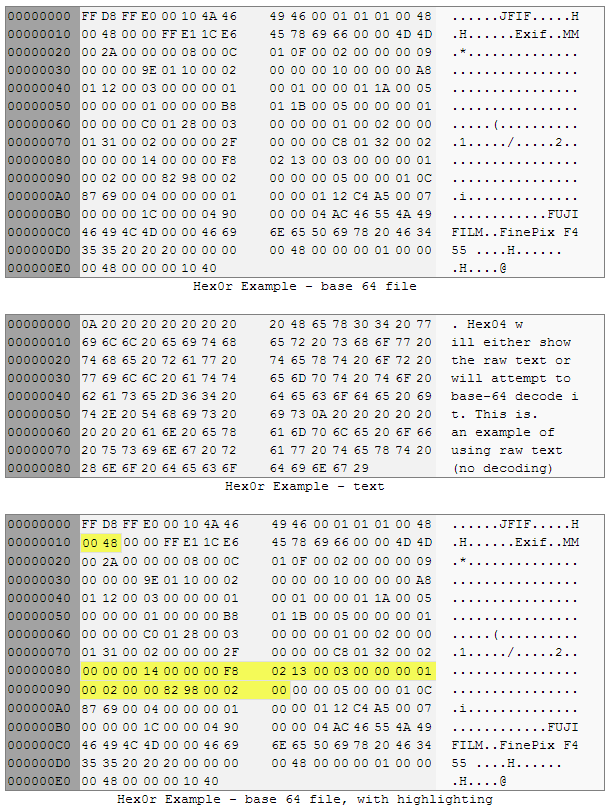 00000000 FF D8 FF E0 00 10 4A 46 49 46 00 01 01 01 00 48 ......JFIF.....H
00000010 00 48 00 00 FF E1 1C E6 45 78 69 66 00 00 4D 4D .H......Exif..MM
00000020 00 2A 00 00 00 08 00 0C 01 0F 00 02 00 00 00 09 .*..............
00000030 00 00 00 9E 01 10 00 02 00 00 00 10 00 00 00 A8 ................
00000040 01 12 00 03 00 00 00 01 00 01 00 00 01 1A 00 05 ................
00000050 00 00 00 01 00 00 00 B8 01 1B 00 05 00 00 00 01 ................
00000060 00 00 00 C0 01 28 00 03 00 00 00 01 00 02 00 00 .....(..........
00000070 01 31 00 02 00 00 00 2F 00 00 00 C8 01 32 00 02 .1...../.....2..
00000080 00 00 00 14 00 00 00 F8 02 13 00 03 00 00 00 01 ................
00000090 00 02 00 00 82 98 00 02 00 00 00 05 00 00 01 0C ................
000000A0 87 69 00 04 00 00 00 01 00 00 01 12 C4 A5 00 07 .i..............
000000B0 00 00 00 1C 00 00 04 90 00 00 04 AC 46 55 4A 49 ............FUJI
000000C0 46 49 4C 4D 00 00 46 69 6E 65 50 69 78 20 46 34 FILM..FinePix F4
000000D0 35 35 20 20 20 00 00 00 00 48 00 00 00 01 00 00 55 ....H......
000000E0 00 48 00 00 00 10 40 .H....@
Hex0r Example - base 64 file
00000000 0A 20 20 20 20 20 20 20 20 48 65 78 30 34 20 77 . Hex04 w
00000010 69 6C 6C 20 65 69 74 68 65 72 20 73 68 6F 77 20 ill either show
00000020 74 68 65 20 72 61 77 20 74 65 78 74 20 6F 72 20 the raw text or
00000030 77 69 6C 6C 20 61 74 74 65 6D 70 74 20 74 6F 20 will attempt to
00000040 62 61 73 65 2D 36 34 20 64 65 63 6F 64 65 20 69 base-64 decode i
00000050 74 2E 20 54 68 69 73 20 69 73 0A 20 20 20 20 20 t. This is.
00000060 20 20 20 61 6E 20 65 78 61 6D 70 6C 65 20 6F 66 an example of
00000070 20 75 73 69 6E 67 20 72 61 77 20 74 65 78 74 20 using raw text
00000080 28 6E 6F 20 64 65 63 6F 64 69 6E 67 29 (no decoding)
Hex0r Example - text
00000000 FF D8 FF E0 00 10 4A 46 49 46 00 01 01 01 00 48 ......JFIF.....H
00000010 00 48 00 00 FF E1 1C E6 45 78 69 66 00 00 4D 4D .H......Exif..MM
00000020 00 2A 00 00 00 08 00 0C 01 0F 00 02 00 00 00 09 .*..............
00000030 00 00 00 9E 01 10 00 02 00 00 00 10 00 00 00 A8 ................
00000040 01 12 00 03 00 00 00 01 00 01 00 00 01 1A 00 05 ................
00000050 00 00 00 01 00 00 00 B8 01 1B 00 05 00 00 00 01 ................
00000060 00 00 00 C0 01 28 00 03 00 00 00 01 00 02 00 00 .....(..........
00000070 01 31 00 02 00 00 00 2F 00 00 00 C8 01 32 00 02 .1...../.....2..
00000080 00 00 00 14 00 00 00 F8 02 13 00 03 00 00 00 01 ................
00000090 00 02 00 00 82 98 00 02 00 00 00 05 00 00 01 0C ................
000000A0 87 69 00 04 00 00 00 01 00 00 01 12 C4 A5 00 07 .i..............
000000B0 00 00 00 1C 00 00 04 90 00 00 04 AC 46 55 4A 49 ............FUJI
000000C0 46 49 4C 4D 00 00 46 69 6E 65 50 69 78 20 46 34 FILM..FinePix F4
000000D0 35 35 20 20 20 00 00 00 00 48 00 00 00 01 00 00 55 ....H......
000000E0 00 48 00 00 00 10 40 .H....@
Hex0r Example - base 64 file, with highlighting